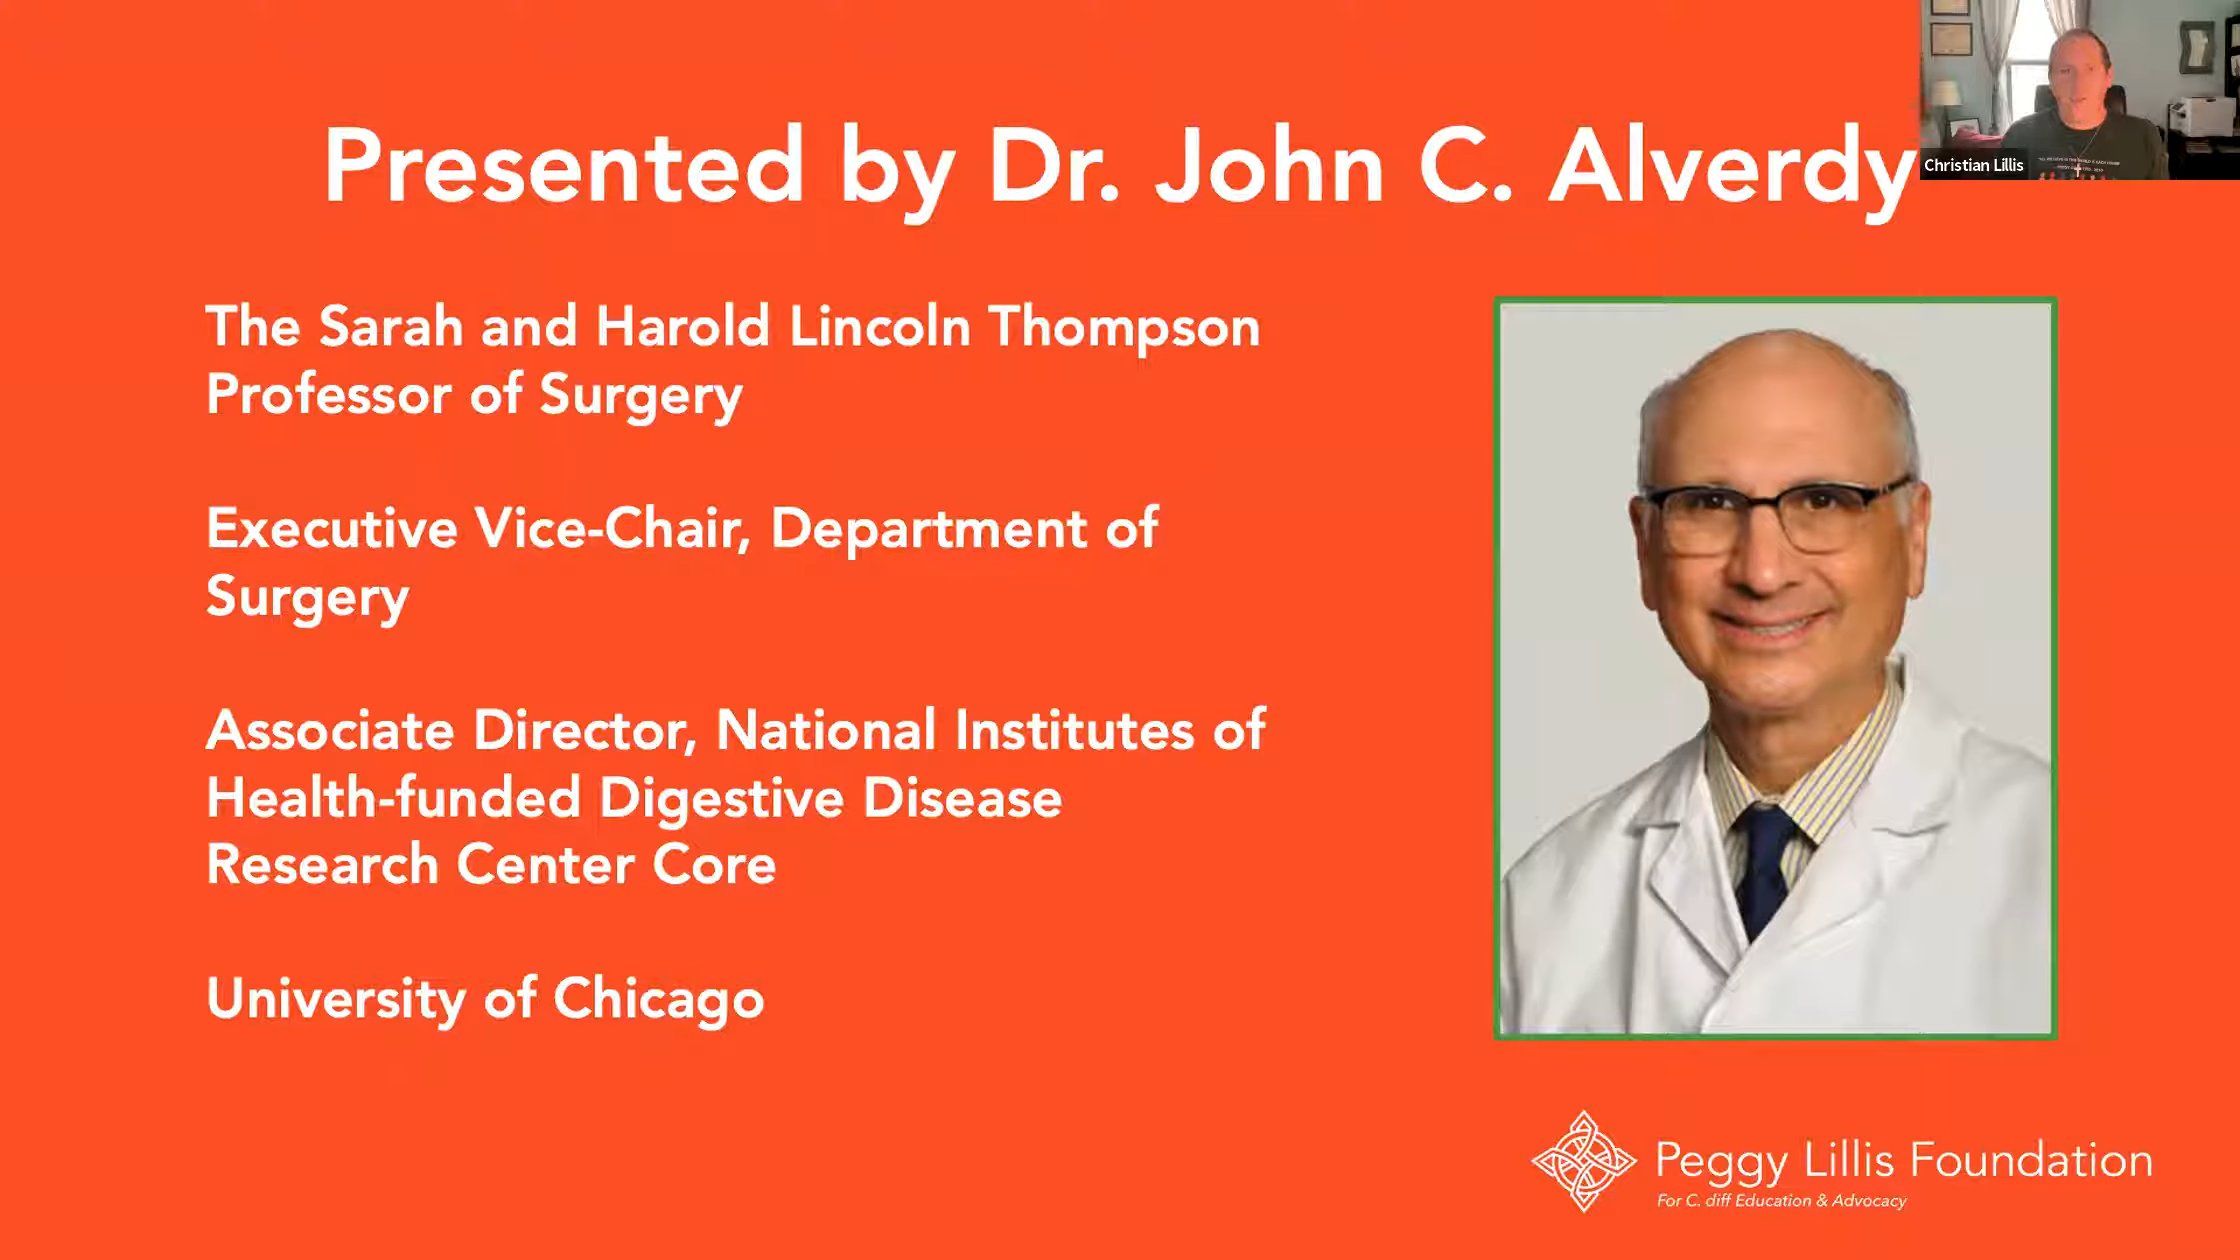 Presented by Dr. John C. Alverdy
Christian Lillis
The Sarah and Harold Lincoln Thompson
Professor of Surgery
Executive Vice-Chair, Department of
Surgery
Associate Director, National Institutes of
Health-funded Digestive Disease
Research Center Core
University of Chicago
Peggy Lillis Foundation
For C. diff Education & Advocacy